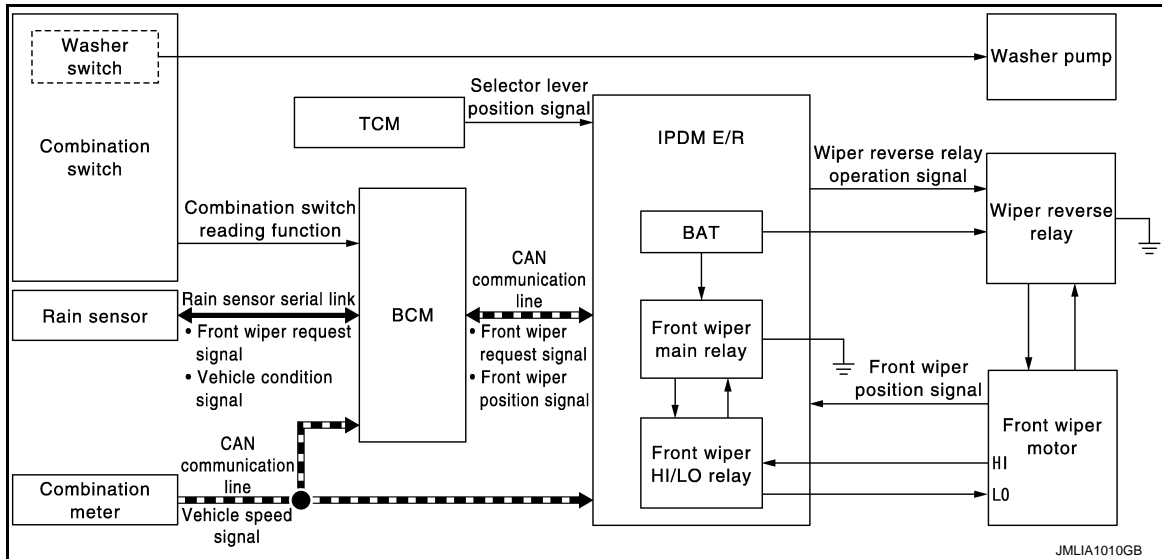 Washer
switch
Combination
switch
Washer pump
TCM
Selector lever
position signal
IPDM E/R
Wiper reverse relay
operation signal
Wiper reverse
relay
Combination switch
reading function
BAT
BCM
CAN
communication
line
Rain sensor
Rain sensor serial link
• Front wiper request
signal
• Vehicle condition
signal
• Front wiper
request signal
• Front wiper
position signal
Front wiper
main relay
Front wiper
position signal
Front wiper
motor
HI
LO
Front wiper
HI/LO relay
Combination
meter
CAN
communication
line
Vehicle speed
signal
JMLIA1010GB